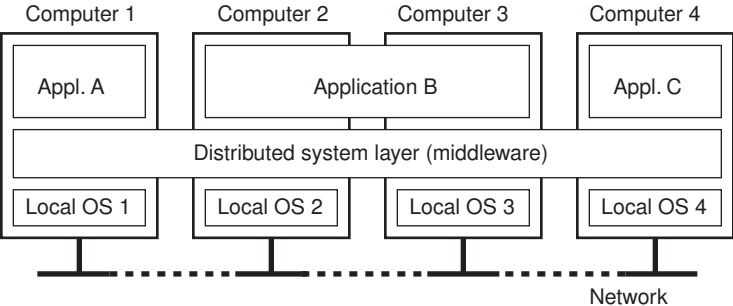 Computer 1 Computer 2 Computer 3 Computer 4
Appl. A Application B Appl. C
Distributed system layer (middleware)
Local OS 1 Local OS 2 Local OS 3 Local OS 4
Network